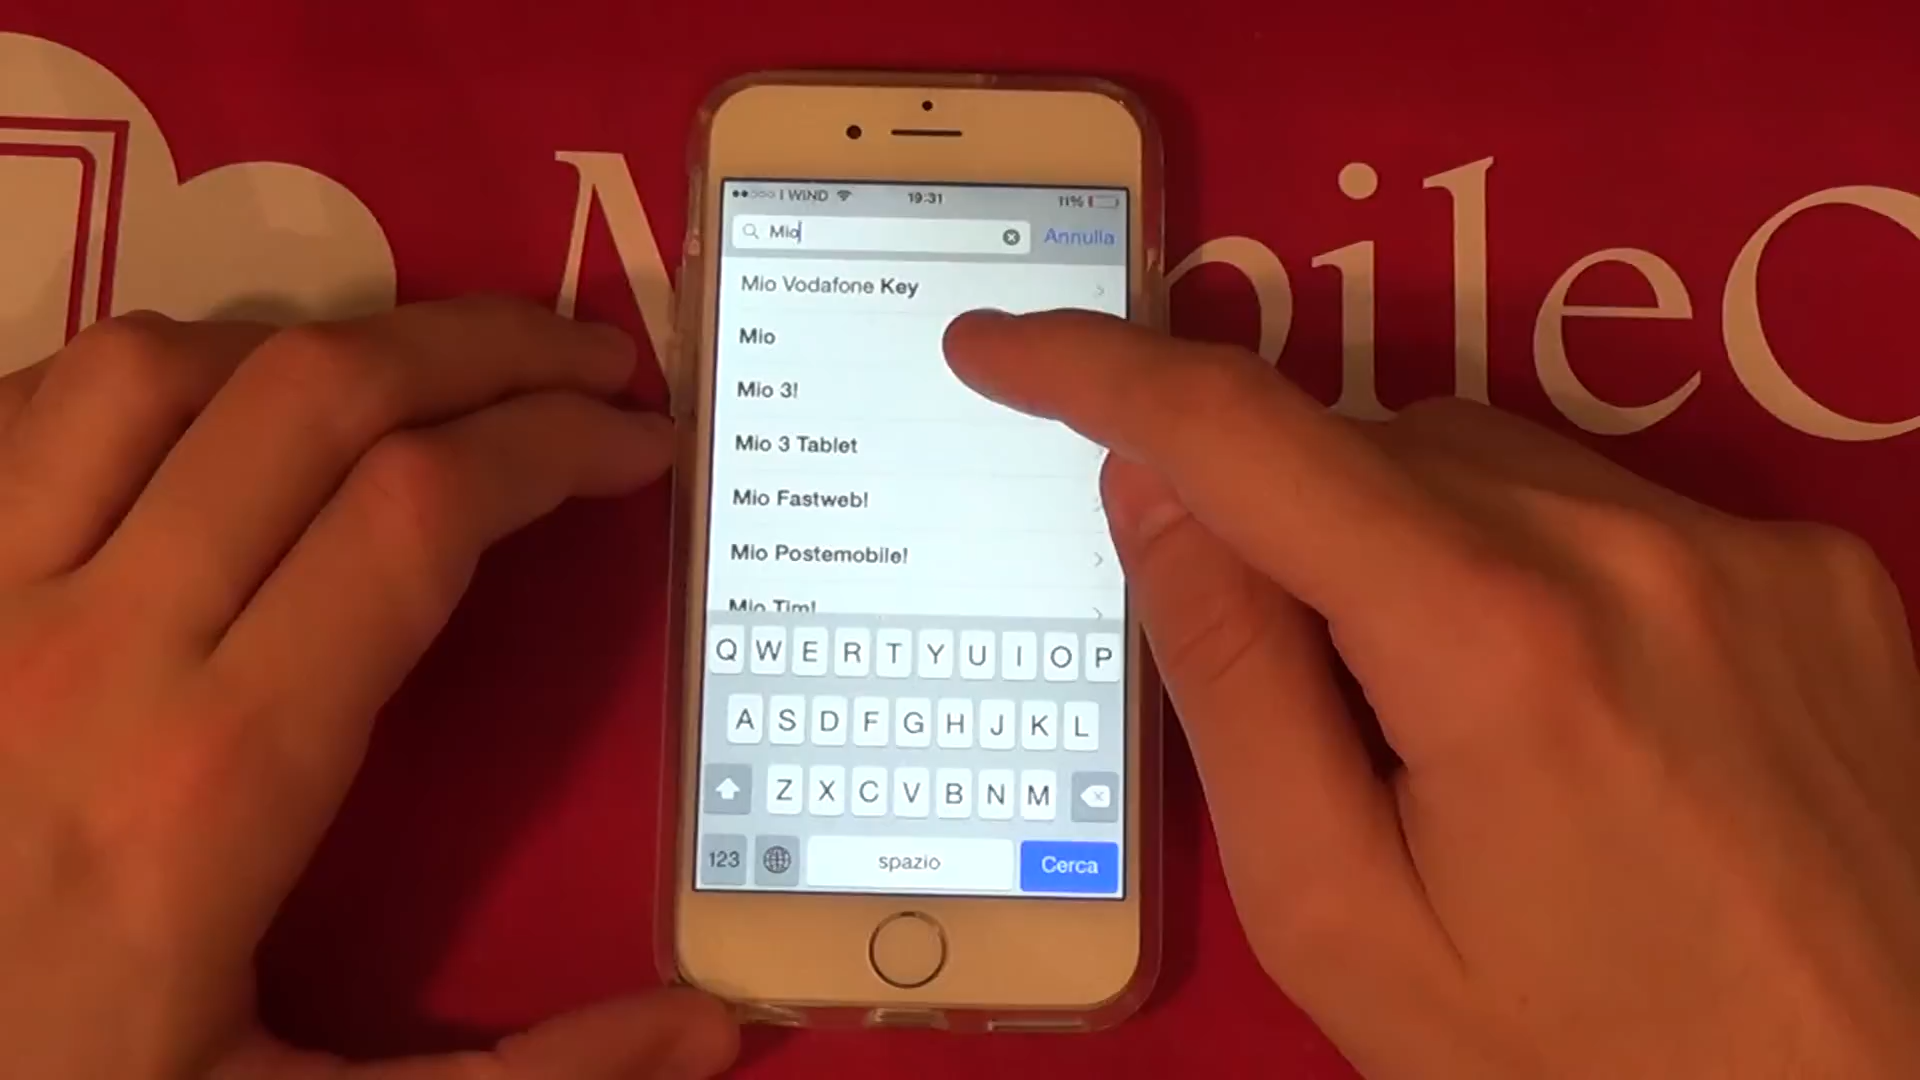 M bileC
I WIND 19:31 11%
Mio Annulla
Mio Vodafone Key
Mio
Mio 3!
Mio 3 Tablet
Mio Fastweb!
Mio Postemobile!
Mio Tim!
Q W E R T Y U I O P
A S D F G H J K L
Z X C V B N M
123 spazio Cerca